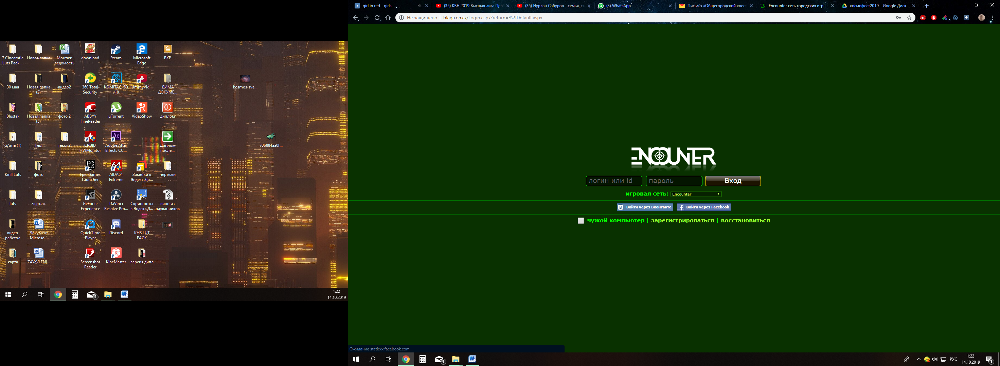 7 Cineamtic
Luts Pack ...
Новая папка
Монтаж
ведомость
download
Steam
Microsoft
Edge
ВКР
30 мая
Новая папка
(2)
видео2
360 Total
Security
КОМПАС-3D
v18
UmmyVid...
ДИМА
ДОКУМЕ...
kosmos-zve...
Blustak
Новая папка
(5)
фото 2
ABBYY
FineReader
µTorrent
VideoShow
диплом
GAme (1)
Тект
текст 2
CPUID
HWMonitor
Adobe After
Effects CC...
Диплом
после...
70b884aa0f...
Kirill Luts
фото
Epic Games
Launcher
AIDA64
Extreme
Заметки в
Яндекс.Ди...
чертежи
luts
чертеж
GeForce
Experience
DaVinci
Resolve Pro...
Скриншоты
в Яндекс.Д...
вино из
одуванчиков
видео
рабстол
Документ
Microso...
QuickTime
Player
Discord
KHS LUT
PACK
карта
ZAYaVLENI...
Screenshot
Reader
KineMaster
версия дипл
1:22
14.10.2019
girl in red - girls
(35) КВН 2019 Высшая лига Пер
(35) Нурлан Сабуров - семья, ст
(3) WhatsApp
Письмо «Общегородской квест
Encounter сеть городских игр – .
космофест2019 – Google Диск
Не защищено
blaga.en.cx/Login.aspx?return=%2fDefault.aspx
ENCOUNTER
логин или id
пароль
Вход
игровая сеть: Encounter
Войти через Вконтакте
Войти через Facebook
чужой компьютер | зарегистрироваться | восстановиться
Ожидание staticxx.facebook.com...
РУС
1:22
14.10.2019